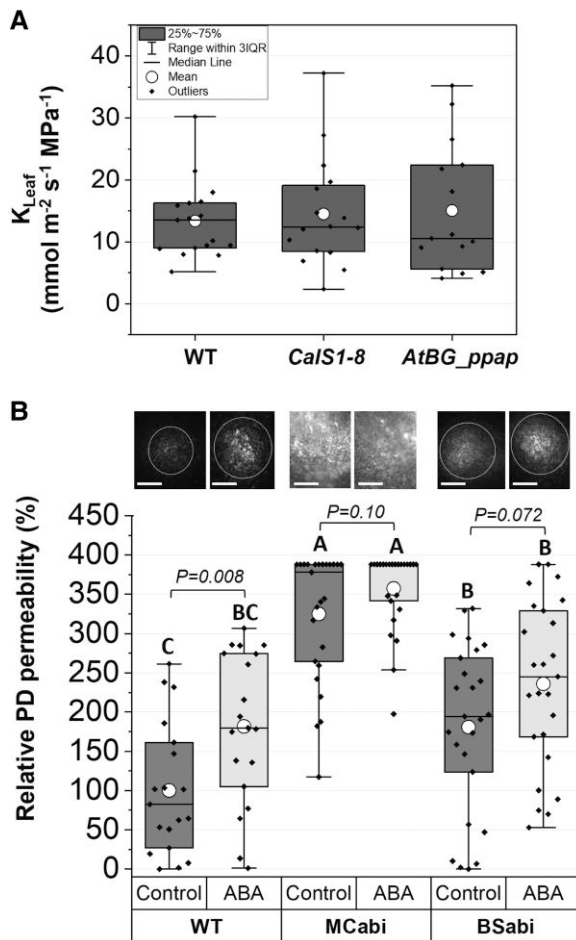 A
25%~75%
Range within 3IQR
Median Line
Mean
Outliers
K_Leaf
(mmol m⁻² s⁻¹ MPa⁻¹)
40
30
20
10
0
WT CalS1-8 AtBG_ppap
B
Relative PD permeability (%)
450
400
350
300
250
200
150
100
50
0
P=0.008 P=0.10 P=0.072
C BC A A B B
Control ABA Control ABA Control ABA
WT MCabi BSabi